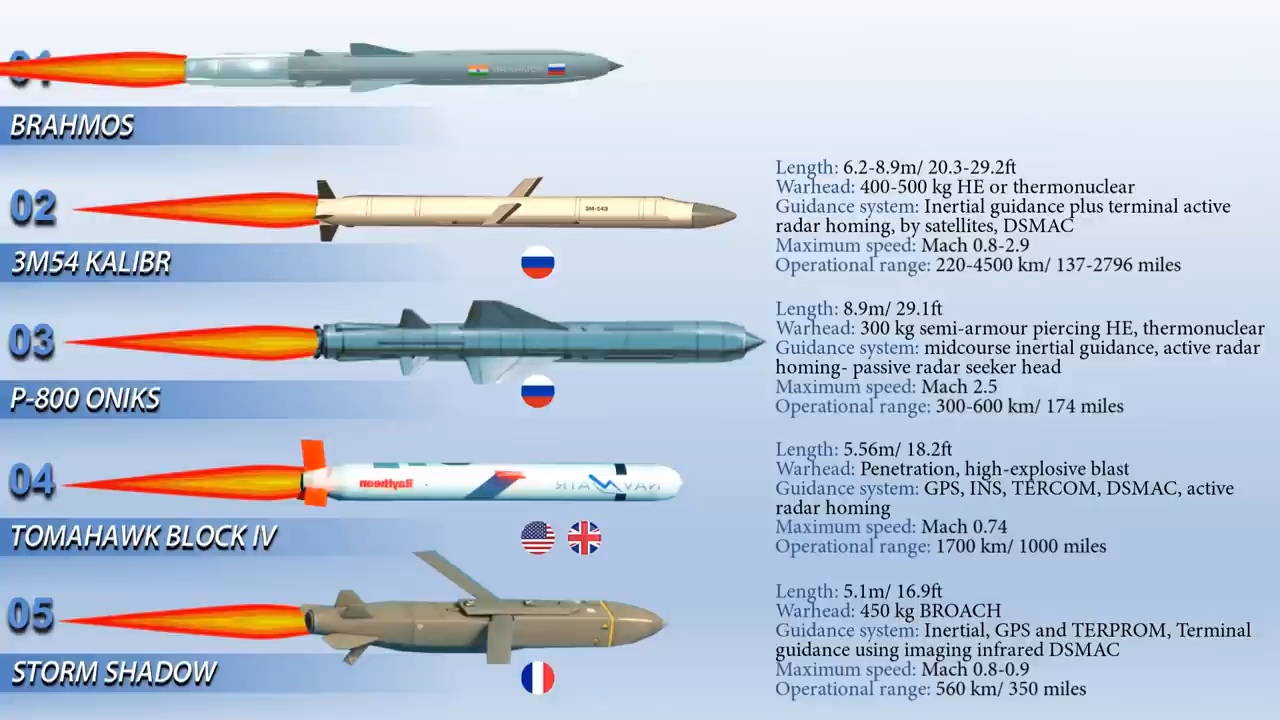 01
BRAHMOS
BRAHMOS
02
3M-543
3M54 KALIBR
Length: 6.2-8.9m/ 20.3-29.2ft
Warhead: 400-500 kg HE or thermonuclear
Guidance system: Inertial guidance plus terminal active
radar homing, by satellites, DSMAC
Maximum speed: Mach 0.8-2.9
Operational range: 220-4500 km/ 137-2796 miles
03
P-800 ONIKS
Length: 8.9m/ 29.1ft
Warhead: 300 kg semi-armour piercing HE, thermonuclear
Guidance system: midcourse inertial guidance, active radar
homing- passive radar seeker head
Maximum speed: Mach 2.5
Operational range: 300-600 km/ 174 miles
04
Raytheon
NAV AIR
TOMAHAWK BLOCK IV
Length: 5.56m/ 18.2ft
Warhead: Penetration, high-explosive blast
Guidance system: GPS, INS, TERCOM, DSMAC, active
radar homing
Maximum speed: Mach 0.74
Operational range: 1700 km/ 1000 miles
05
STORM SHADOW
Length: 5.1m/ 16.9ft
Warhead: 450 kg BROACH
Guidance system: Inertial, GPS and TERPROM, Terminal
guidance using imaging infrared DSMAC
Maximum speed: Mach 0.8-0.9
Operational range: 560 km/ 350 miles